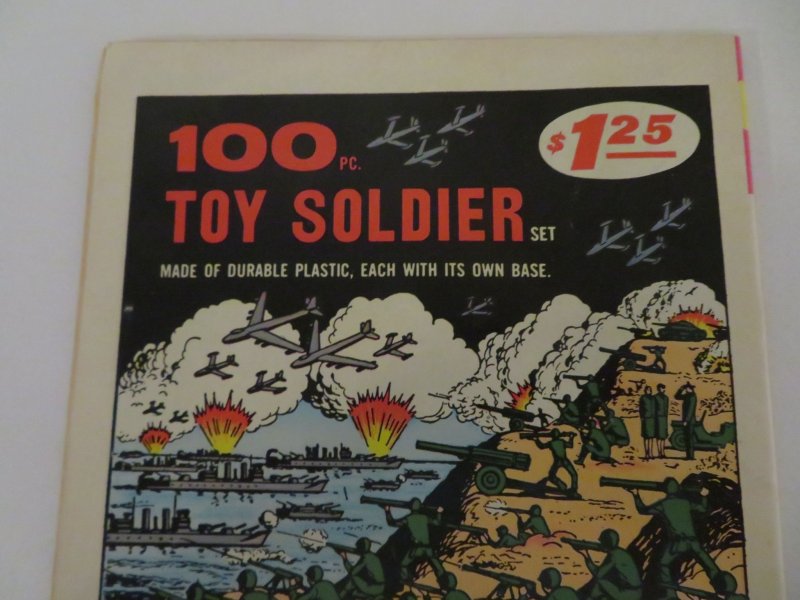 100 PC.
$1.25
TOY SOLDIER SET
MADE OF DURABLE PLASTIC, EACH WITH ITS OWN BASE.